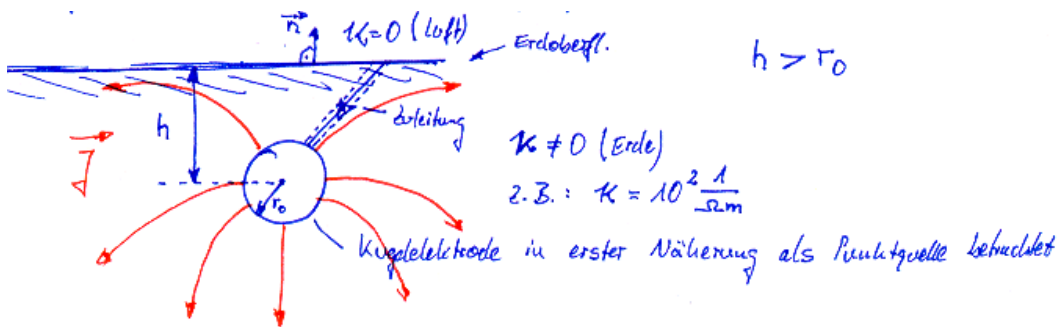 n⃗ κ=0 (Luft)
Erdoberfl.
h > r₀
h
Zuleitung
J⃗
κ ≠ 0 (Erde)
r₀
z.B.: κ = 10² 1/Ωm
Kugelelektrode in erster Näherung als Punktquelle betrachtet